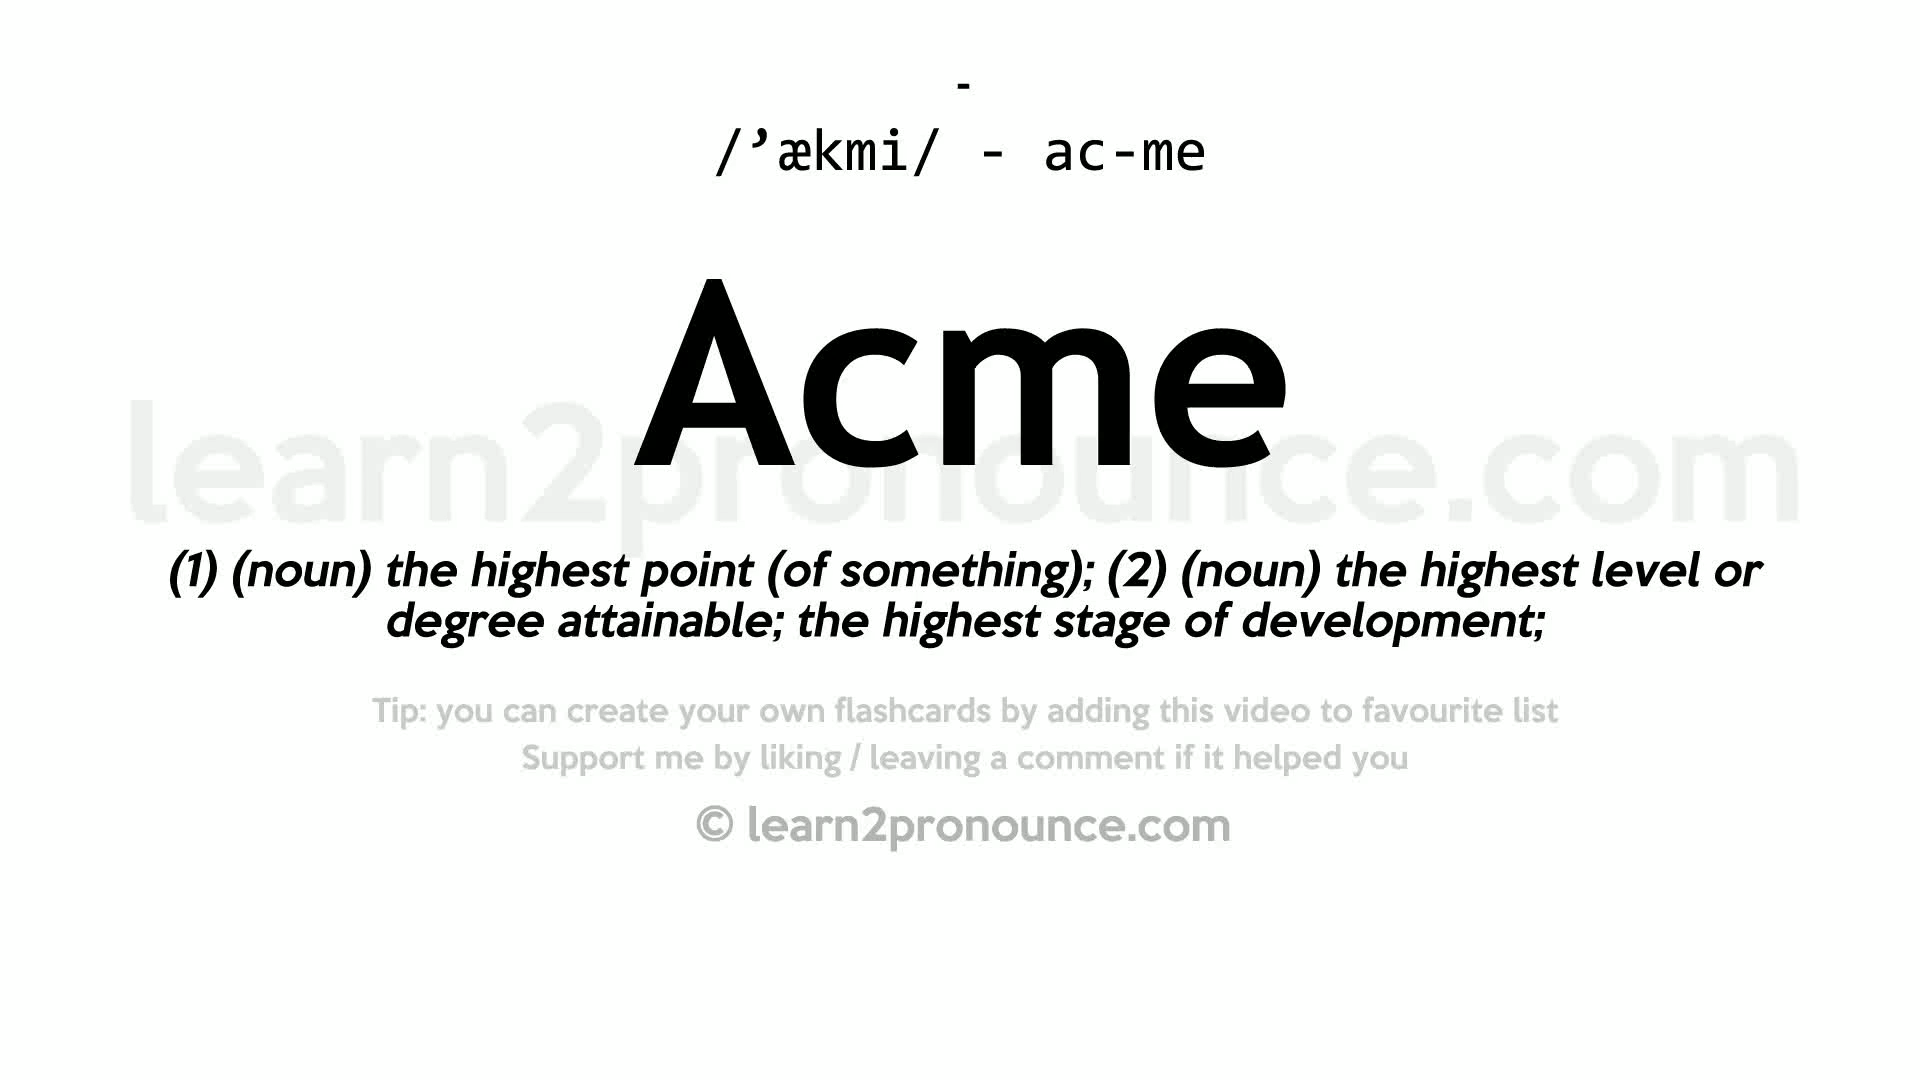 -
/’ækmi/ - ac-me
Acme
learn2pronounce.com
(1) (noun) the highest point (of something); (2) (noun) the highest level or
degree attainable; the highest stage of development;
Tip: you can create your own flashcards by adding this video to favourite list
Support me by liking / leaving a comment if it helped you
© learn2pronounce.com